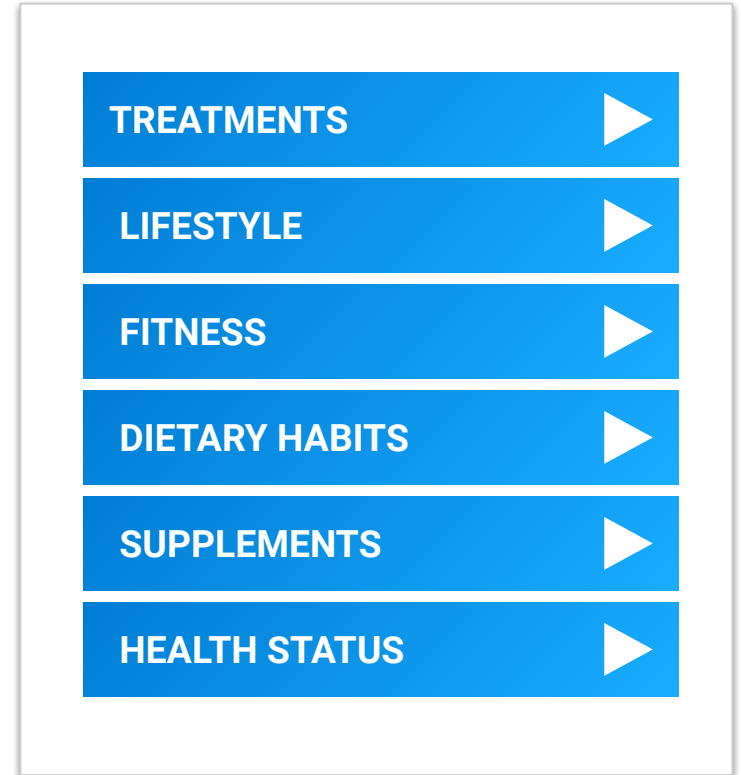 TREATMENTS
LIFESTYLE
FITNESS
DIETARY HABITS
SUPPLEMENTS
HEALTH STATUS